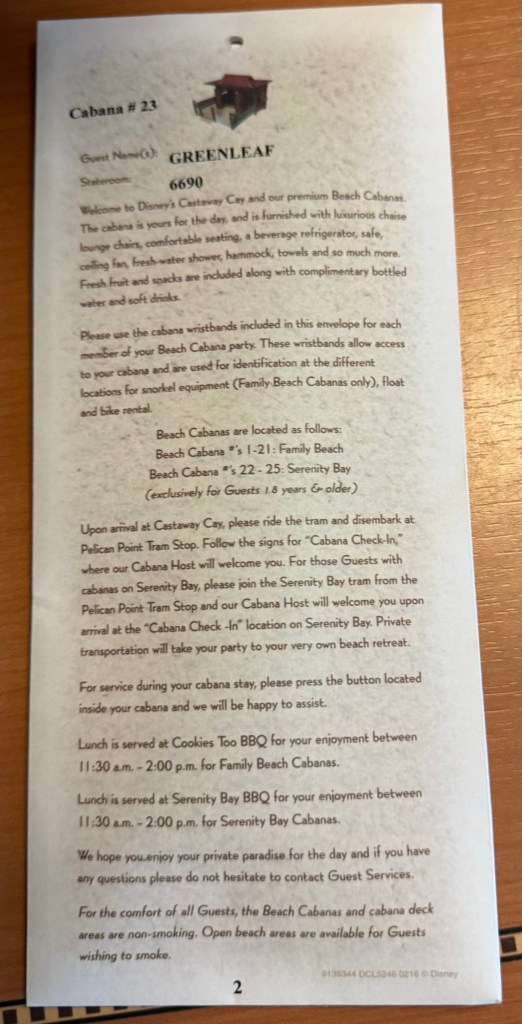 Cabana # 23
Guest Name(s): GREENLEAF
Stateroom: 6690
Welcome to Disney's Castaway Cay and our premium Beach Cabanas.
The cabana is yours for the day, and is furnished with luxurious chaise
lounge chairs, comfortable seating, a beverage refrigerator, safe,
ceiling fan, fresh-water shower, hammock, towels and so much more.
Fresh fruit and snacks are included along with complimentary bottled
water and soft drinks.
Please use the cabana wristbands included in this envelope for each
member of your Beach Cabana party. These wristbands allow access
to your cabana and are used for identification at the different
locations for snorkel equipment (Family Beach Cabanas only), float
and bike rental.
Beach Cabanas are located as follows:
Beach Cabana #'s 1-21: Family Beach
Beach Cabana #'s 22 - 25: Serenity Bay
(exclusively for Guests 18 years & older)
Upon arrival at Castaway Cay, please ride the tram and disembark at
Pelican Point Tram Stop. Follow the signs for "Cabana Check-In,"
where our Cabana Host will welcome you. For those Guests with
cabanas on Serenity Bay, please join the Serenity Bay tram from the
Pelican Point Tram Stop and our Cabana Host will welcome you upon
arrival at the "Cabana Check -In" location on Serenity Bay. Private
transportation will take your party to your very own beach retreat.
For service during your cabana stay, please press the button located
inside your cabana and we will be happy to assist.
Lunch is served at Cookies Too BBQ for your enjoyment between
11:30 a.m. - 2:00 p.m. for Family Beach Cabanas.
Lunch is served at Serenity Bay BBQ for your enjoyment between
11:30 a.m. - 2:00 p.m. for Serenity Bay Cabanas.
We hope you enjoy your private paradise for the day and if you have
any questions please do not hesitate to contact Guest Services.
For the comfort of all Guests, the Beach Cabanas and cabana deck
areas are non-smoking. Open beach areas are available for Guests
wishing to smoke.
9135344 DCL5246 0216 © Disney
2